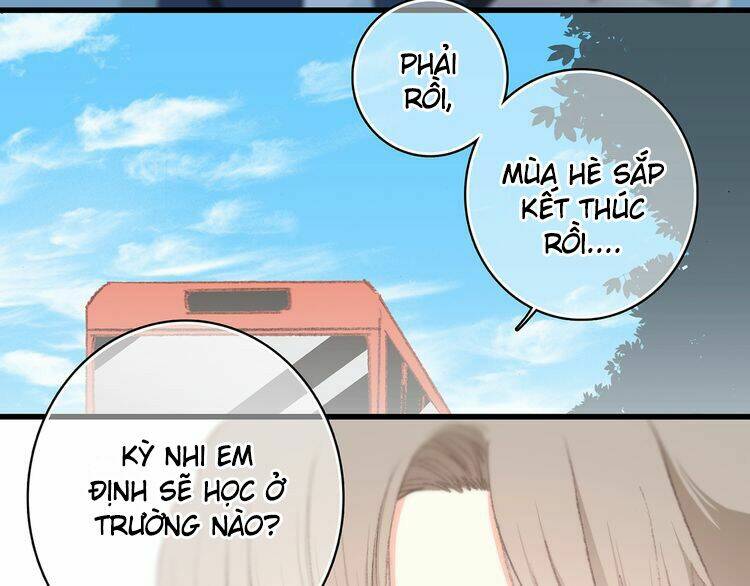 PHẢI
RỒI,
MÙA HÈ SẮP
KẾT THÚC
RỒI....
KỲ NHI EM
ĐỊNH SẼ HỌC Ở
TRƯỜNG NÀO?